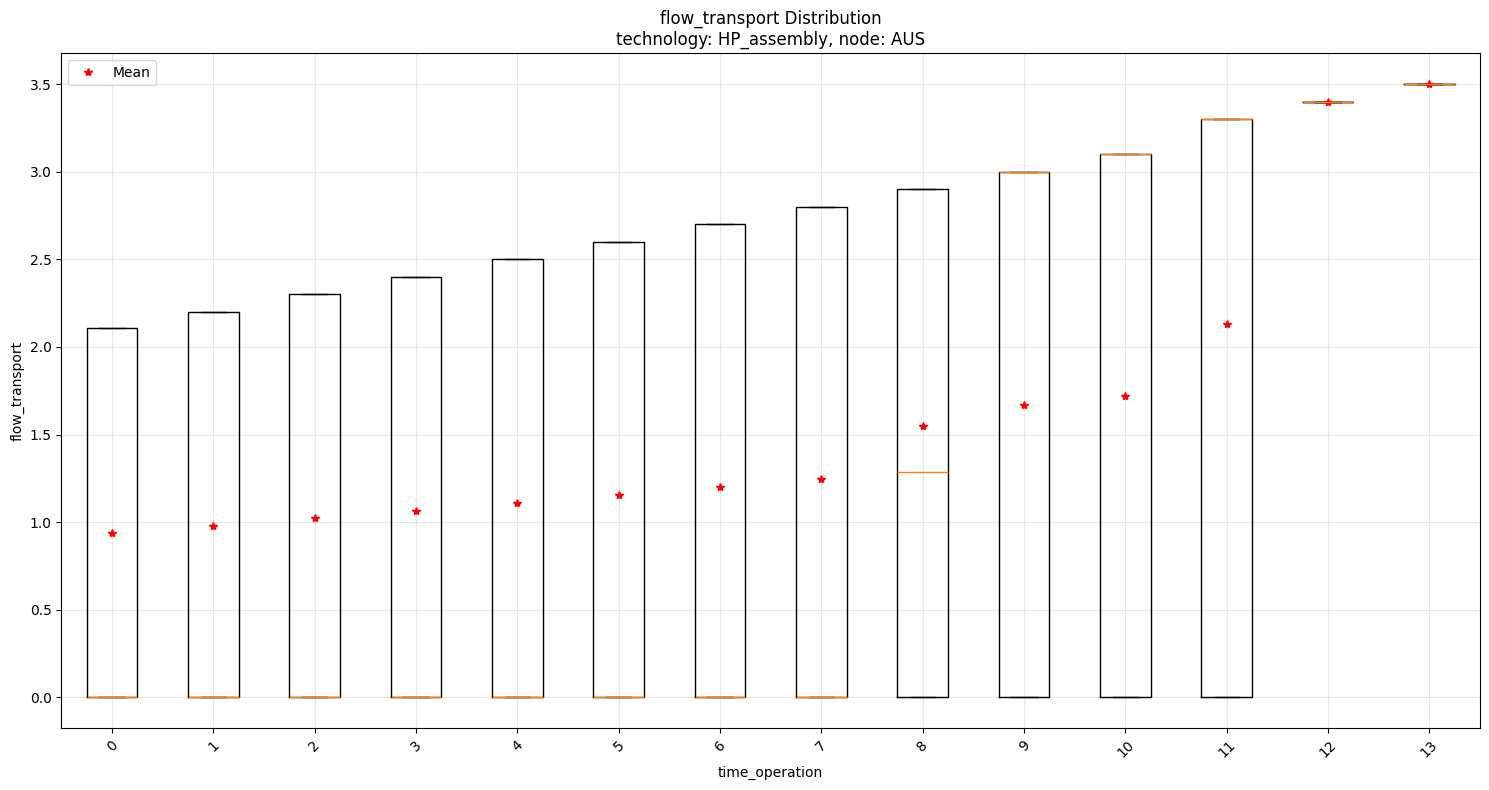 flow_transport Distribution
technology: HP_assembly, node: AUS
Mean
flow_transport
3.5
3.0
2.5
2.0
1.5
1.0
0.5
0.0
0 1 2 3 4 5 6 7 8 9 10 11 12 13
time_operation